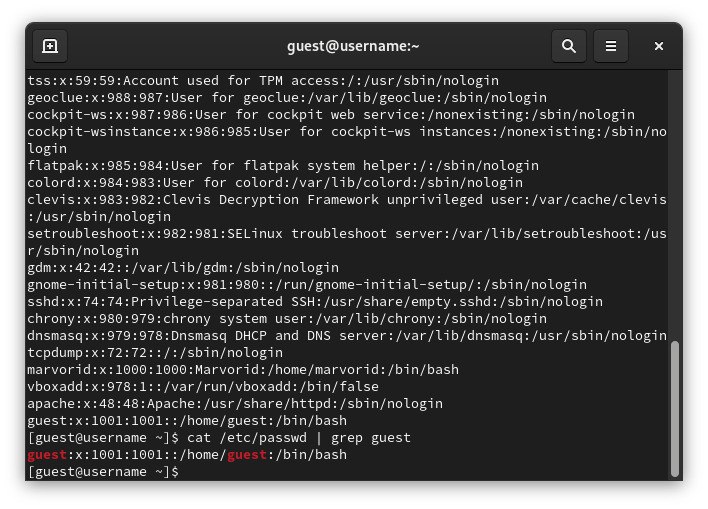 guest@username:~
tss:x:59:59:Account used for TPM access:/:/usr/sbin/nologin
geoclue:x:988:987:User for geoclue:/var/lib/geoclue:/sbin/nologin
cockpit-ws:x:987:986:User for cockpit web service:/nonexisting:/sbin/nologin
cockpit-wsinstance:x:986:985:User for cockpit-ws instances:/nonexisting:/sbin/no
login
flatpak:x:985:984:User for flatpak system helper:/:/sbin/nologin
colord:x:984:983:User for colord:/var/lib/colord:/sbin/nologin
clevis:x:983:982:Clevis Decryption Framework unprivileged user:/var/cache/clevis
:/usr/sbin/nologin
setroubleshoot:x:982:981:SELinux troubleshoot server:/var/lib/setroubleshoot:/us
r/sbin/nologin
gdm:x:42:42::/var/lib/gdm:/sbin/nologin
gnome-initial-setup:x:981:980::/run/gnome-initial-setup/:/sbin/nologin
sshd:x:74:74:Privilege-separated SSH:/usr/share/empty.sshd:/sbin/nologin
chrony:x:980:979:chrony system user:/var/lib/chrony:/sbin/nologin
dnsmasq:x:979:978:Dnsmasq DHCP and DNS server:/var/lib/dnsmasq:/usr/sbin/nologin
tcpdump:x:72:72::/:/sbin/nologin
marvorid:x:1000:1000:Marvorid:/home/marvorid:/bin/bash
vboxadd:x:978:1::/var/run/vboxadd:/bin/false
apache:x:48:48:Apache:/usr/share/httpd:/sbin/nologin
guest:x:1001:1001::/home/guest:/bin/bash
[guest@username ~]$ cat /etc/passwd | grep guest
guest:x:1001:1001::/home/guest:/bin/bash
[guest@username ~]$